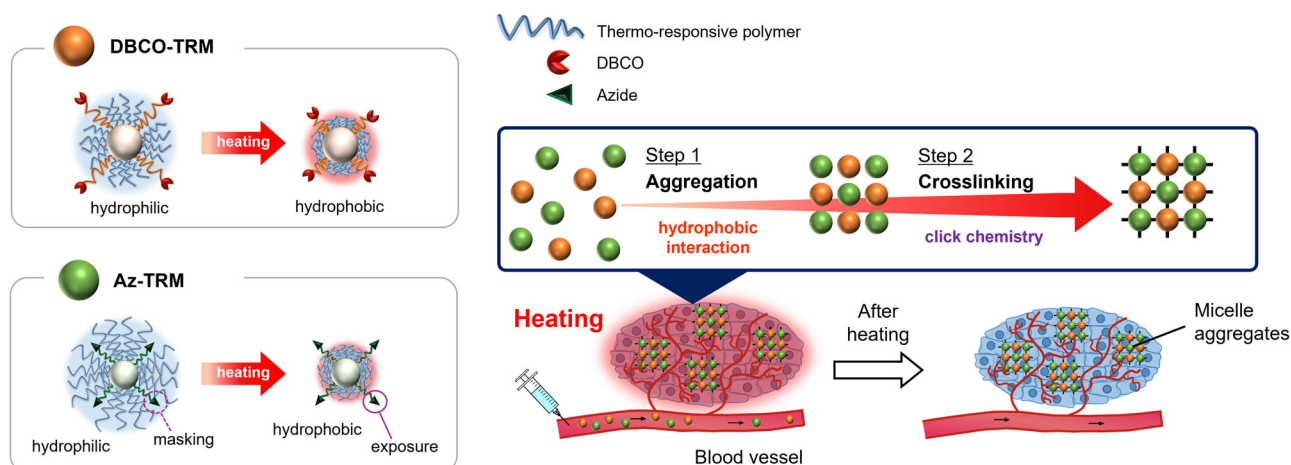 DBCO-TRM
heating
hydrophilic
hydrophobic
Az-TRM
heating
hydrophilic
masking
hydrophobic
exposure
Thermo-responsive polymer
DBCO
Azide
Step 1
Aggregation
hydrophobic
interaction
Step 2
Crosslinking
click chemistry
Heating
Blood vessel
After
heating
Micelle
aggregates